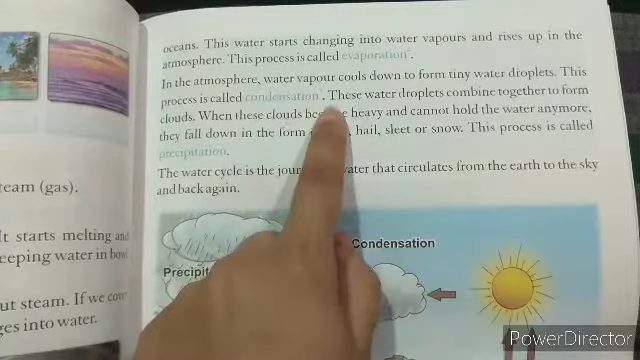 oceans. This water starts changing into water vapours and rises up in the
atmosphere. This process is called evaporation.
In the atmosphere, water vapour cools down to form tiny water droplets. This
process is called condensation. These water droplets combine together to form
clouds. When these clouds heavy and cannot hold the water anymore,
they fall down in the form hail, sleet or snow. This process is called
precipitation.
The water cycle is the water that circulates from the earth to the sky
and back again.
team (gas).
It starts melting and
eeping water in bowl
ut steam. If we
ges into water.
Condensation
Precipit
PowerDirector